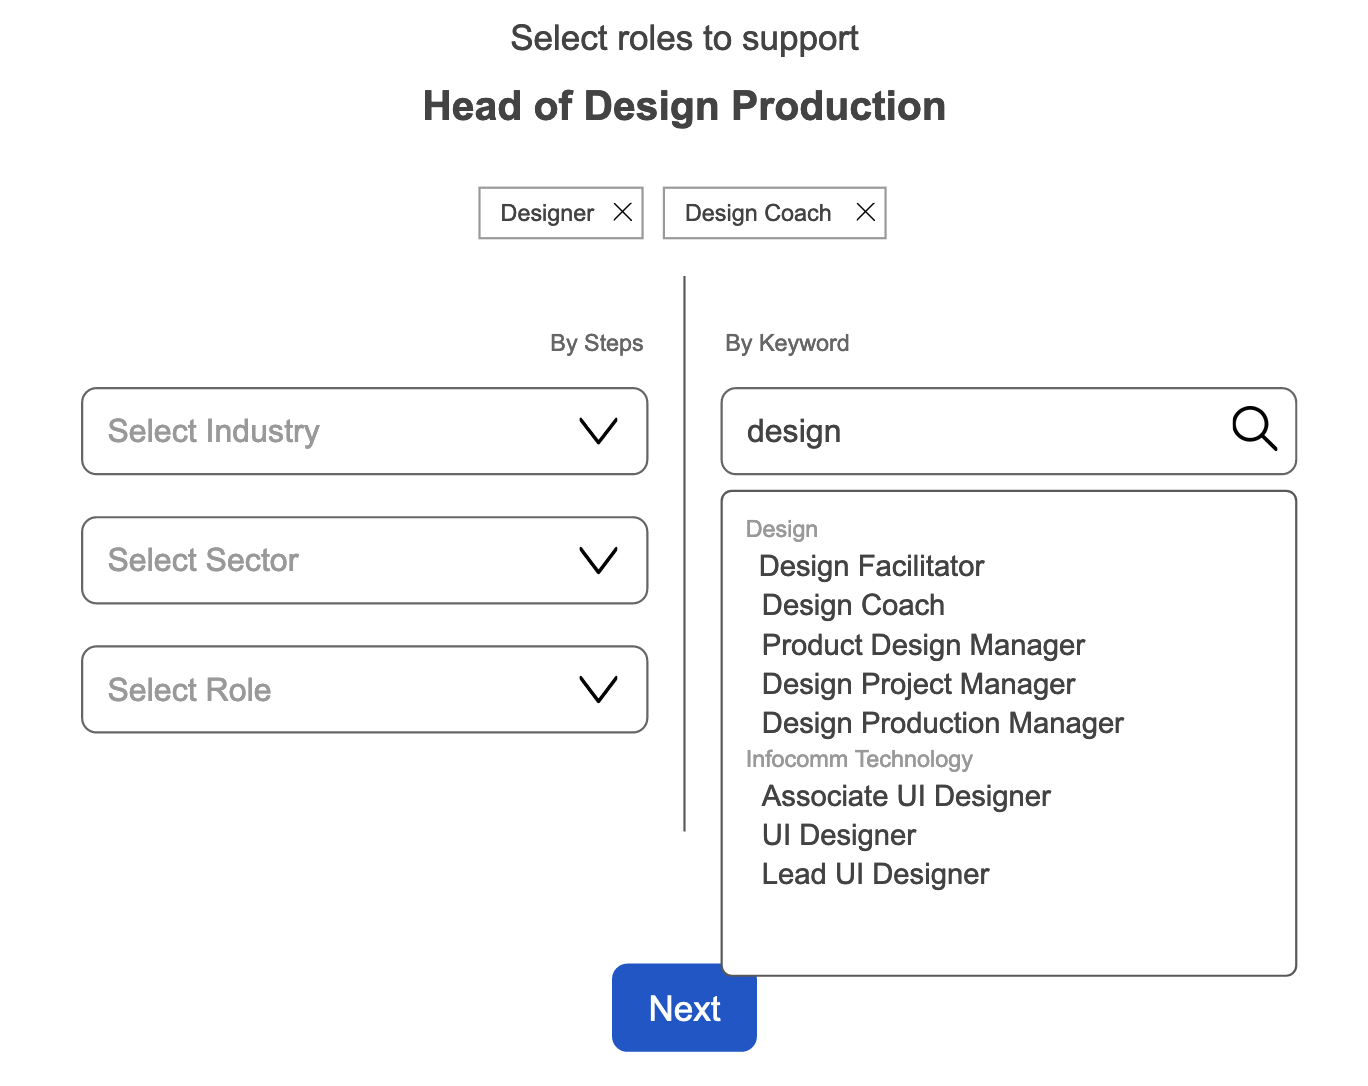 Select roles to support
Head of Design Production
Designer
Design Coach
By Steps
Select Industry
Select Sector
Select Role
By Keyword
design
Design
Design Facilitator
Design Coach
Product Design Manager
Design Project Manager
Design Production Manager
Infocomm Technology
Associate UI Designer
UI Designer
Lead UI Designer
Next